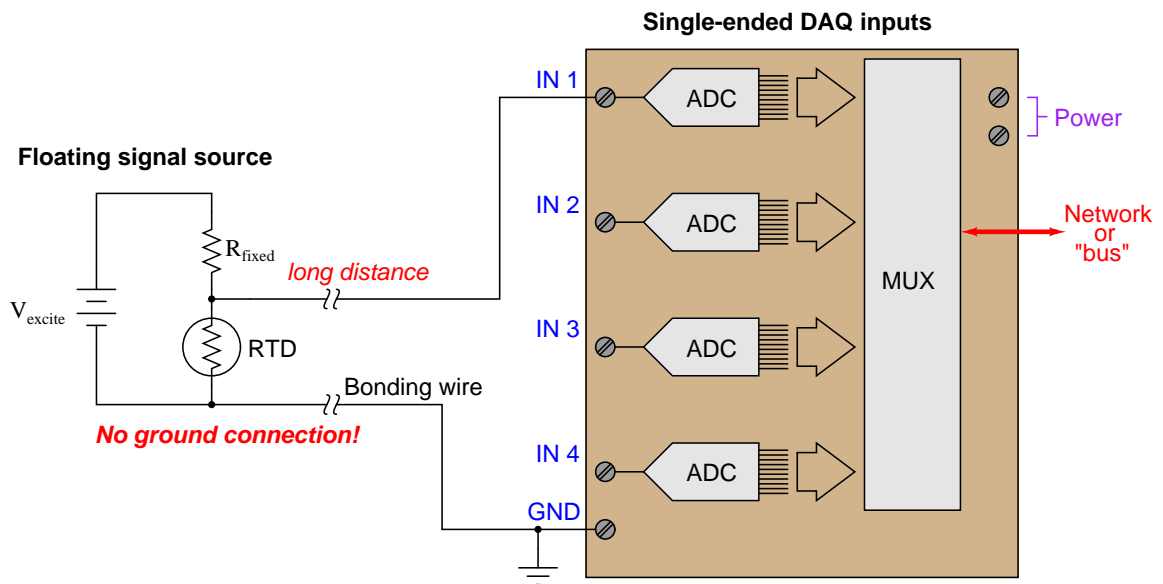 Single-ended DAQ inputs
IN 1
ADC
Power
Floating signal source
IN 2
ADC
Network
or
"bus"
Rfixed
long distance
MUX
Vexcite
IN 3
ADC
RTD
Bonding wire
No ground connection!
IN 4
ADC
GND